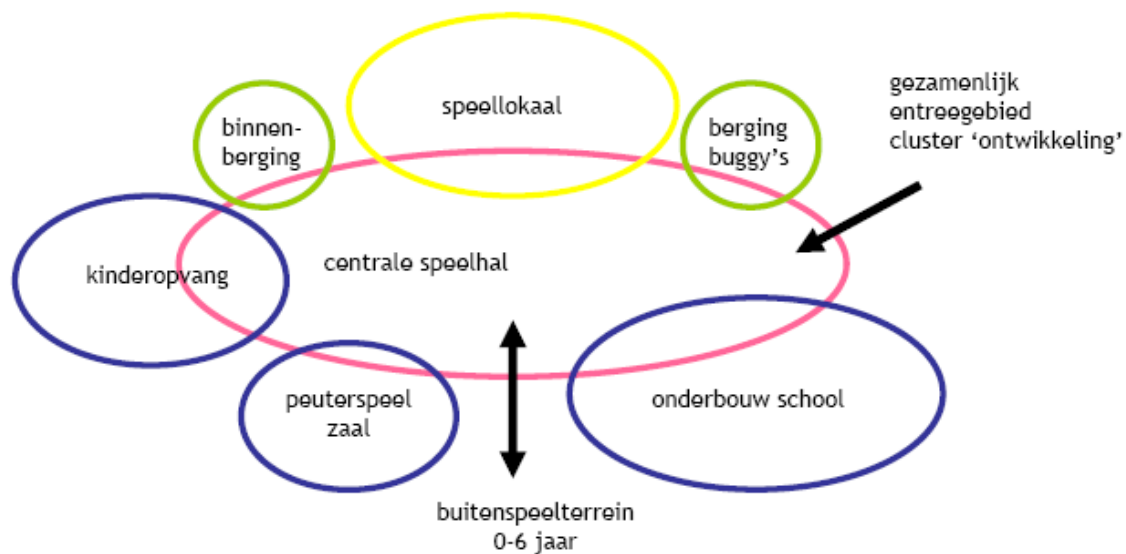 speellokaal
binnen-
berging
berging
buggy's
gezamenlijk
entreegebied
cluster ‘ontwikkeling’
kinderopvang
centrale speelhal
peuterspeel
zaal
onderbouw school
buitenspeelterrein
0-6 jaar